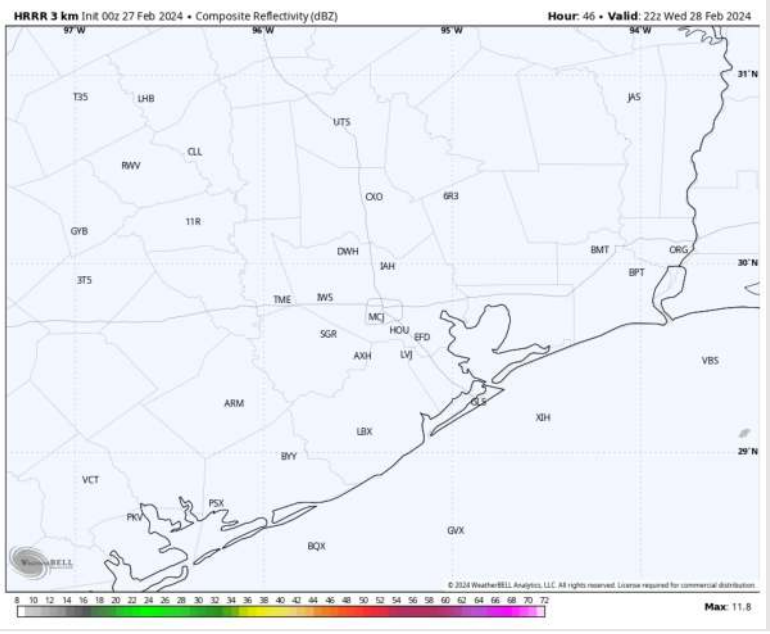 HRRR 3 km Init 00z 27 Feb 2024 • Composite Reflectivity (dBZ) Hour: 46 • Valid: 22z Wed 28 Feb 2024
97°W 96°W 95°W 94°W
31°N
T35 LHB JAS
UTS
CLL
RWV
CXO 6R3
11R
GYB
DWH BMT ORG
30°N
IAH
BPT
3T5
TME IWS
MCJ
HOU
SGR EFD
AXH LVJ
VBS
ARM GLS
XIH
LBX
29°N
BYY
VCT
PSX
PKV
GVX
BQX
WeatherBELL
© 2024 WeatherBELL Analytics, LLC. All rights reserved. License required for commercial distribution.
8 10 12 14 16 18 20 22 24 26 28 30 32 34 36 38 40 42 44 46 48 50 52 54 56 58 60 62 64 66 68 70 72
Max: 11.8